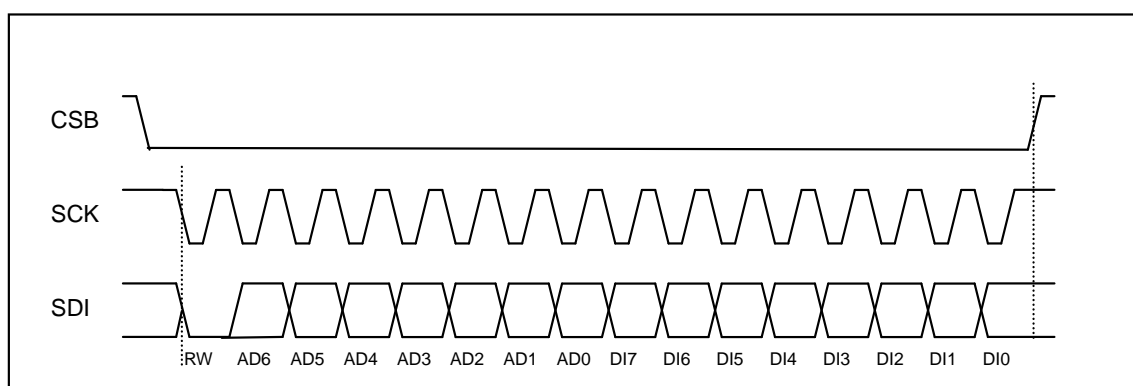 CSB
SCK
SDI
RW AD6 AD5 AD4 AD3 AD2 AD1 AD0 DI7 DI6 DI5 DI4 DI3 DI2 DI1 DI0